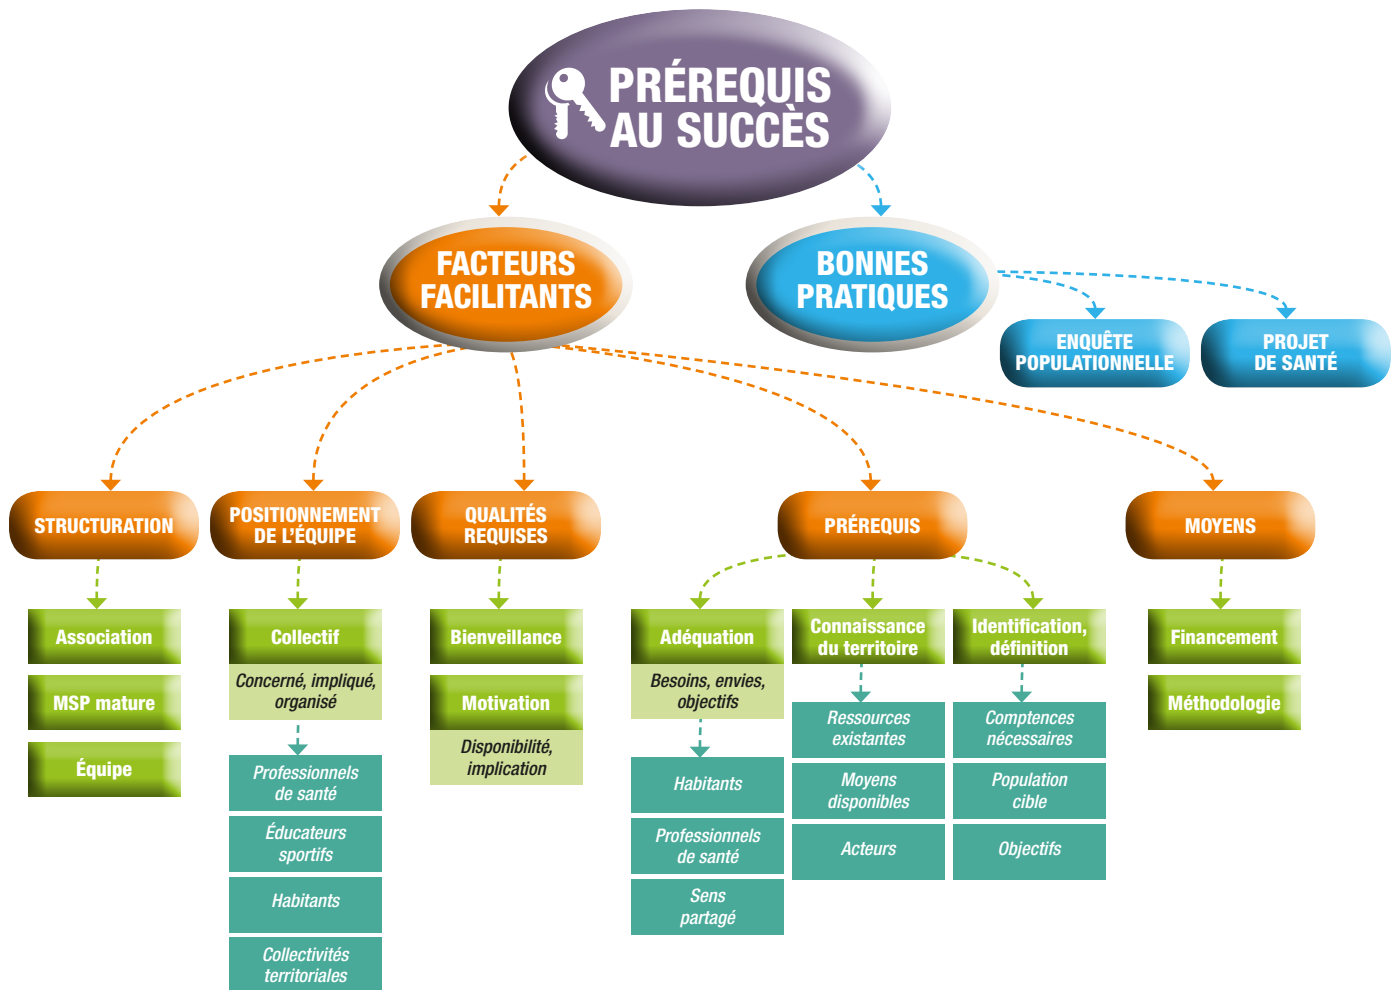 PRÉREQUIS
AU SUCCÈS
FACTEURS
FACILITANTS
BONNES
PRATIQUES
ENQUÊTE
POPULATIONNELLE
PROJET
DE SANTÉ
STRUCTURATION
POSITIONNEMENT
DE L'ÉQUIPE
QUALITÉS
REQUISES
PRÉREQUIS
MOYENS
Association
MSP mature
Équipe
Collectif
Concerné, impliqué,
organisé
Professionnels
de santé
Éducateurs
sportifs
Habitants
Collectivités
territoriales
Bienveillance
Motivation
Disponibilité,
implication
Adéquation
Besoins, envies,
objectifs
Habitants
Professionnels
de santé
Sens
partagé
Connaissance
du territoire
Ressources
existantes
Moyens
disponibles
Acteurs
Identification,
définition
Comptences
nécessaires
Population
cible
Objectifs
Financement
Méthodologie